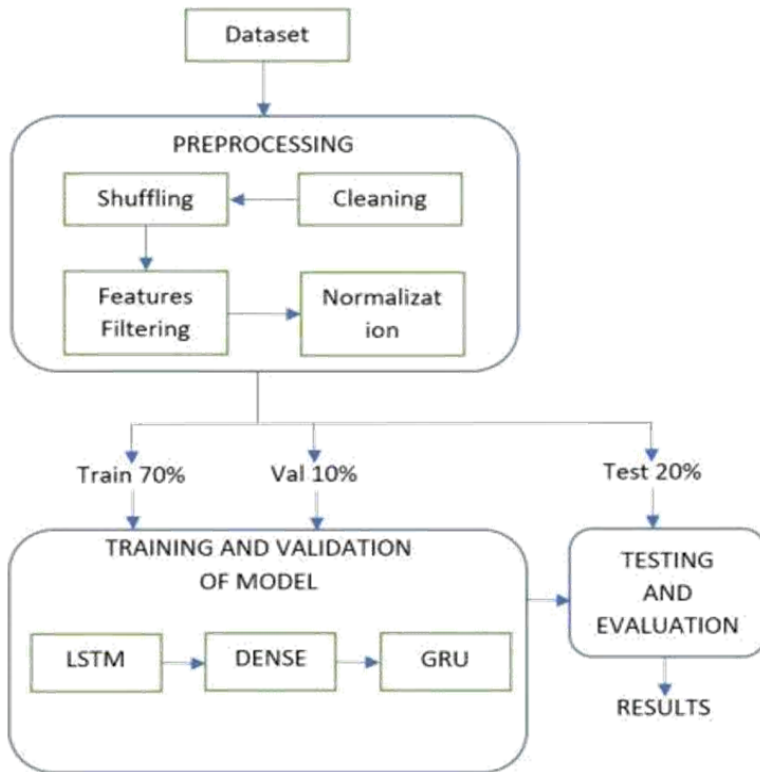 Dataset
PREPROCESSING
Shuffling
Cleaning
Features
Filtering
Normalizat
ion
Train 70%
Val 10%
Test 20%
TRAINING AND VALIDATION
OF MODEL
LSTM
DENSE
GRU
TESTING
AND
EVALUATION
RESULTS